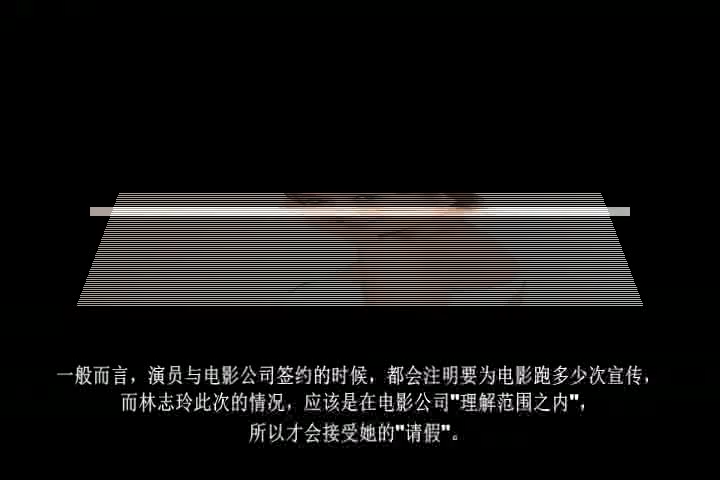 一般而言，演员与电影公司签约的时候，都会注明要为电影跑多少次宣传，
而林志玲此次的情况，应该是在电影公司"理解范围之内"，
所以才会接受她的"请假"。